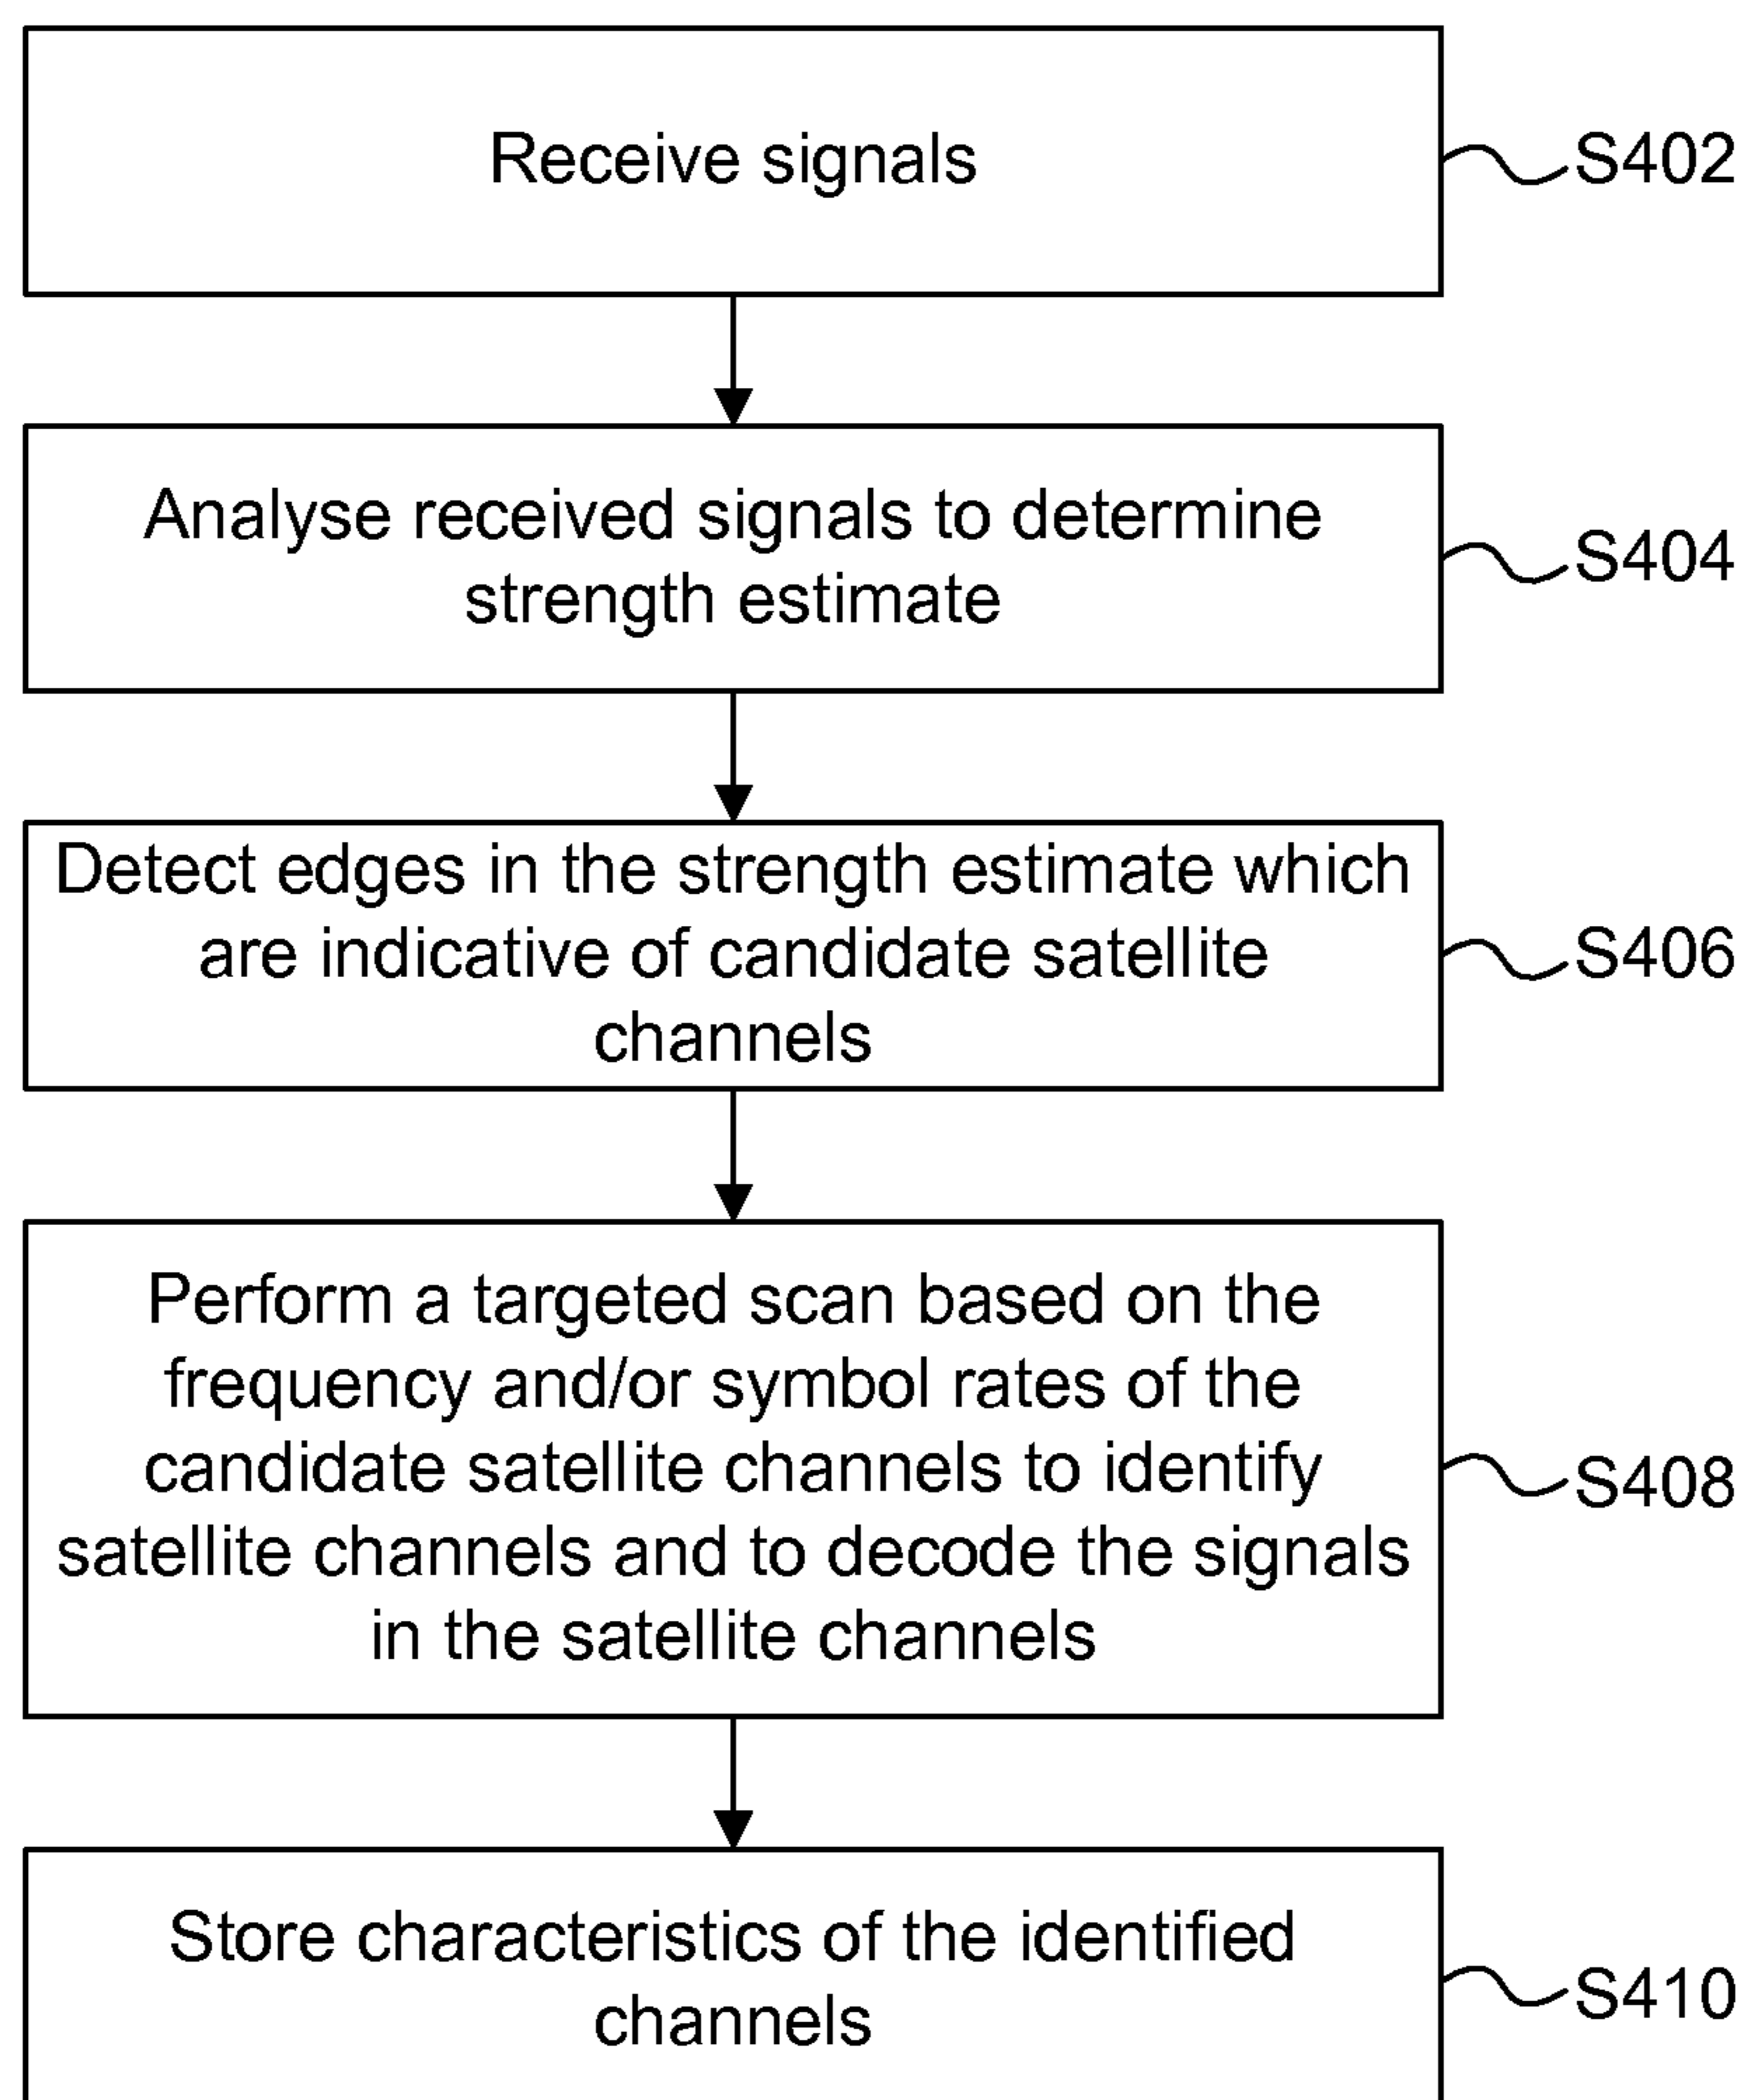 Receive signals
S402
Analyse received signals to determine
strength estimate
S404
Detect edges in the strength estimate which
are indicative of candidate satellite
channels
S406
Perform a targeted scan based on the
frequency and/or symbol rates of the
candidate satellite channels to identify
satellite channels and to decode the signals
in the satellite channels
S408
Store characteristics of the identified
channels
S410